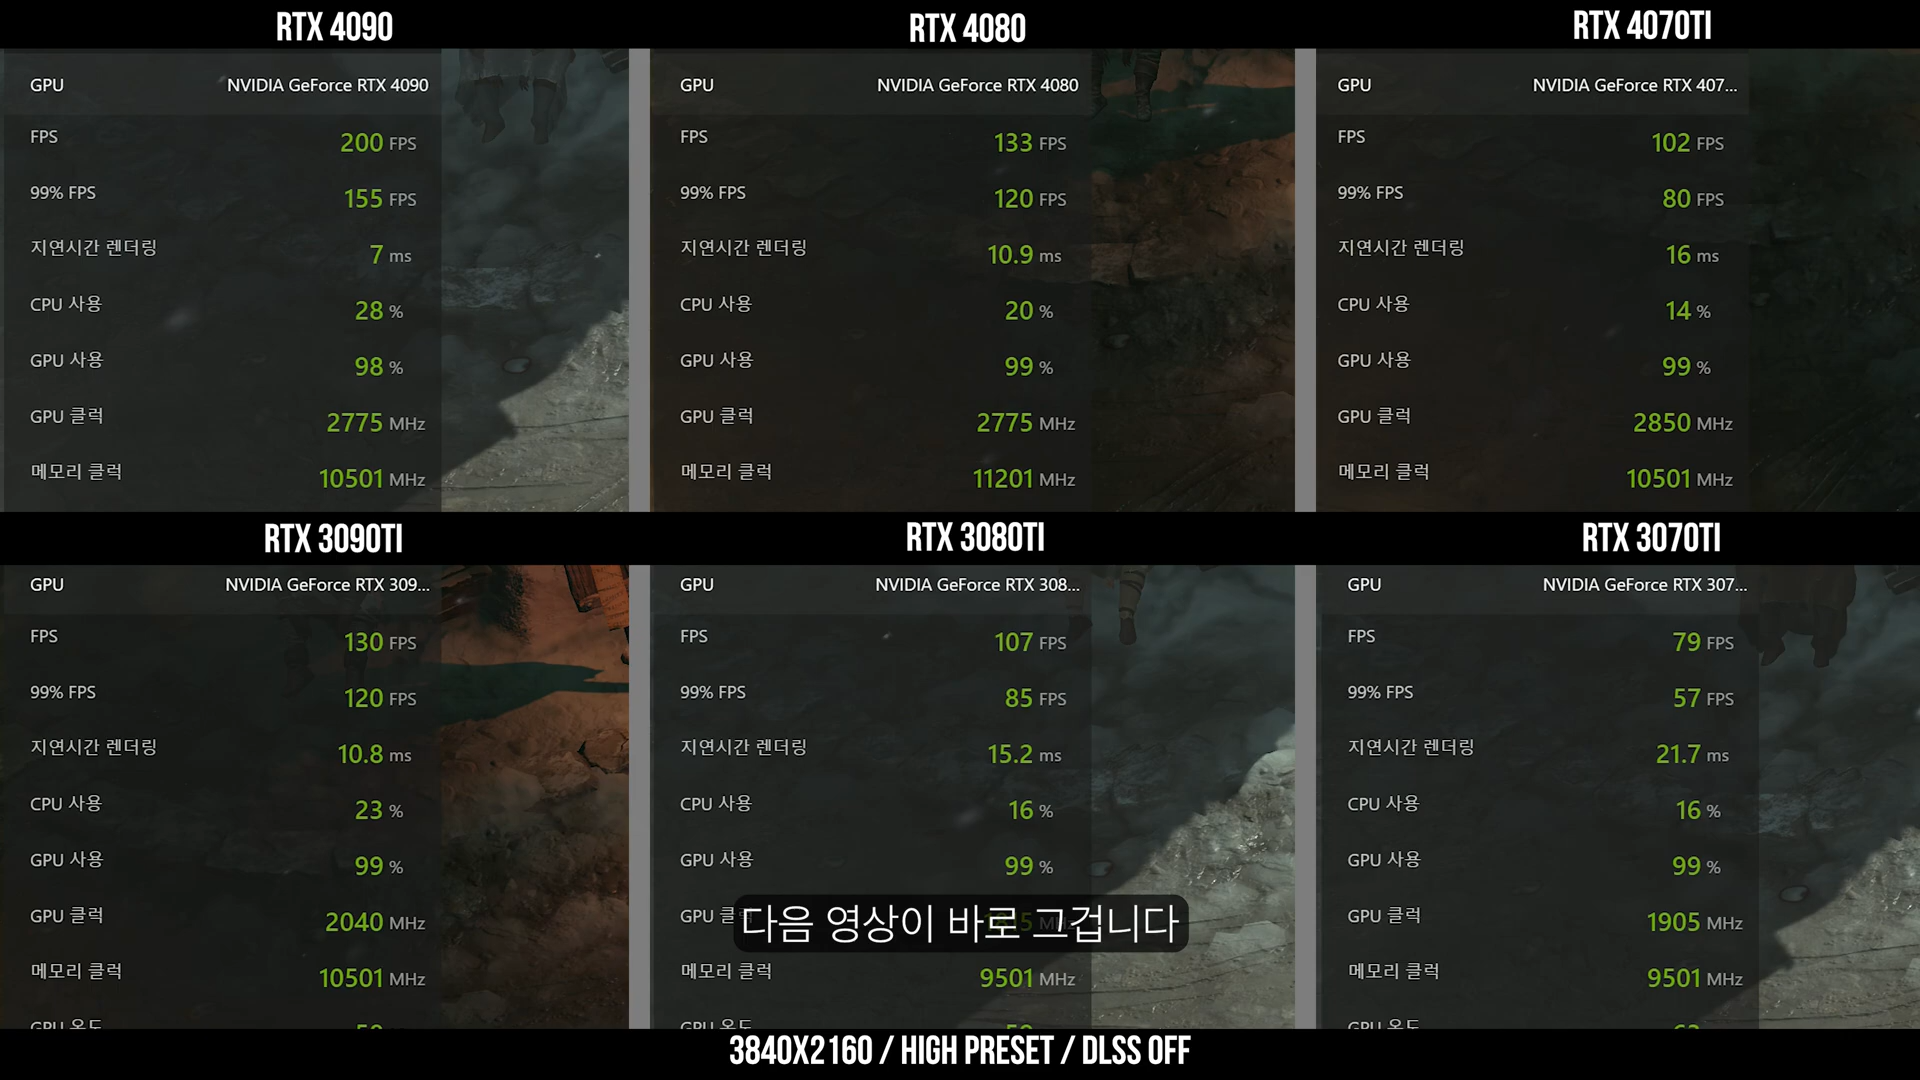 RTX 4090
GPU NVIDIA GeForce RTX 4090
FPS 200 FPS
99% FPS 155 FPS
지연시간 렌더링 7 ms
CPU 사용 28 %
GPU 사용 98 %
GPU 클럭 2775 MHz
메모리 클럭 10501 MHz
RTX 4080
GPU NVIDIA GeForce RTX 4080
FPS 133 FPS
99% FPS 120 FPS
지연시간 렌더링 10.9 ms
CPU 사용 20 %
GPU 사용 99 %
GPU 클럭 2775 MHz
메모리 클럭 11201 MHz
RTX 4070TI
GPU NVIDIA GeForce RTX 407...
FPS 102 FPS
99% FPS 80 FPS
지연시간 렌더링 16 ms
CPU 사용 14 %
GPU 사용 99 %
GPU 클럭 2850 MHz
메모리 클럭 10501 MHz
RTX 3090TI
GPU NVIDIA GeForce RTX 309...
FPS 130 FPS
99% FPS 120 FPS
지연시간 렌더링 10.8 ms
CPU 사용 23 %
GPU 사용 99 %
GPU 클럭 2040 MHz
메모리 클럭 10501 MHz
RTX 3080TI
GPU NVIDIA GeForce RTX 308...
FPS 107 FPS
99% FPS 85 FPS
지연시간 렌더링 15.2 ms
CPU 사용 16 %
GPU 사용 99 %
GPU
다음 영상이 바로 그겁니다
메모리 클럭 9501 MHz
RTX 3070TI
GPU NVIDIA GeForce RTX 307...
FPS 79 FPS
99% FPS 57 FPS
지연시간 렌더링 21.7 ms
CPU 사용 16 %
GPU 사용 99 %
GPU 클럭 1905 MHz
메모리 클럭 9501 MHz
3840X2160 / HIGH PRESET / DLSS OFF